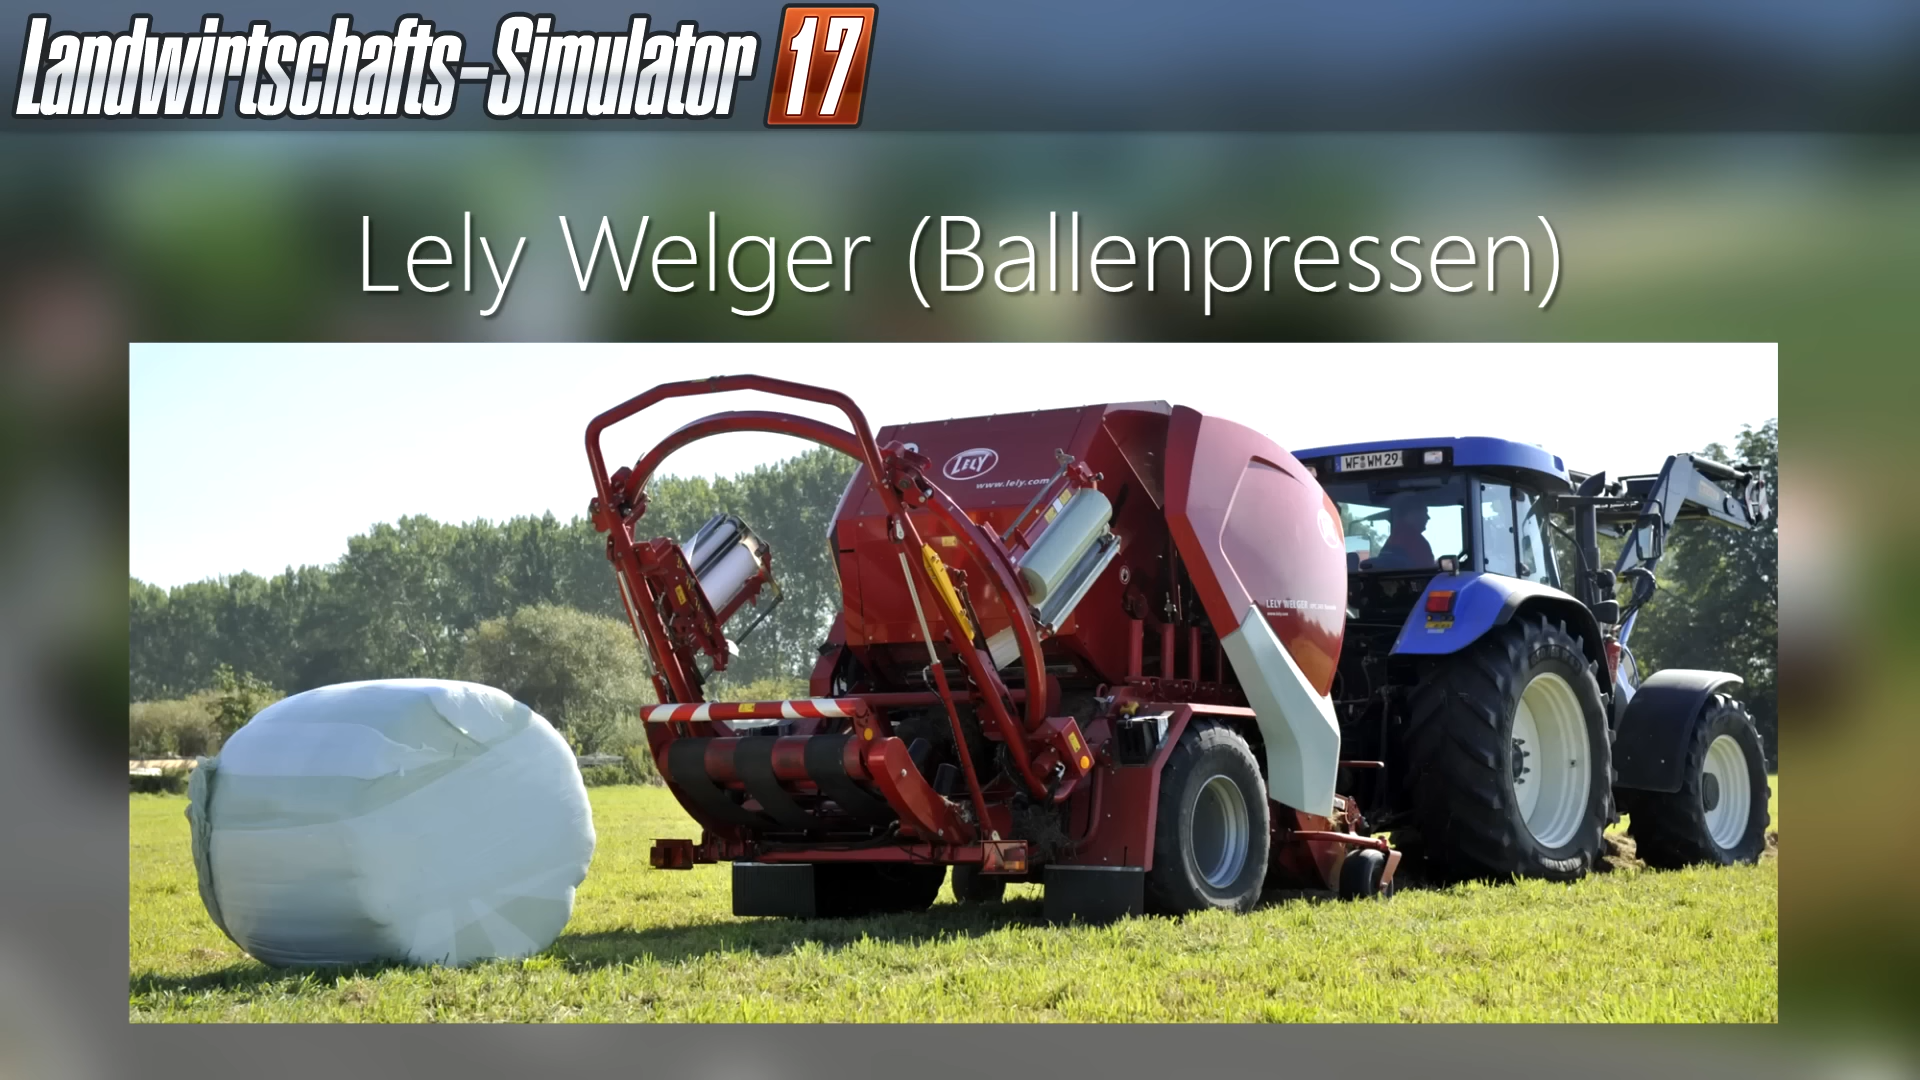 Landwirtschafts-Simulator 17
Lely Welger (Ballenpressen)
LELY
www.lely.com
WF WM 29
LELY WELGER